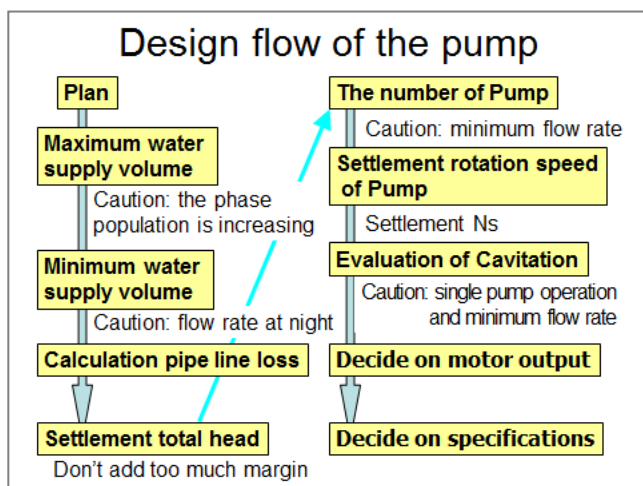 Design flow of the pump
Plan
Maximum water
supply volume
Caution: the phase
population is increasing
Minimum water
supply volume
Caution: flow rate at night
Calculation pipe line loss
Settlement total head
Don't add too much margin
The number of Pump
Caution: minimum flow rate
Settlement rotation speed
of Pump
Settlement Ns
Evaluation of Cavitation
Caution: single pump operation
and minimum flow rate
Decide on motor output
Decide on specifications